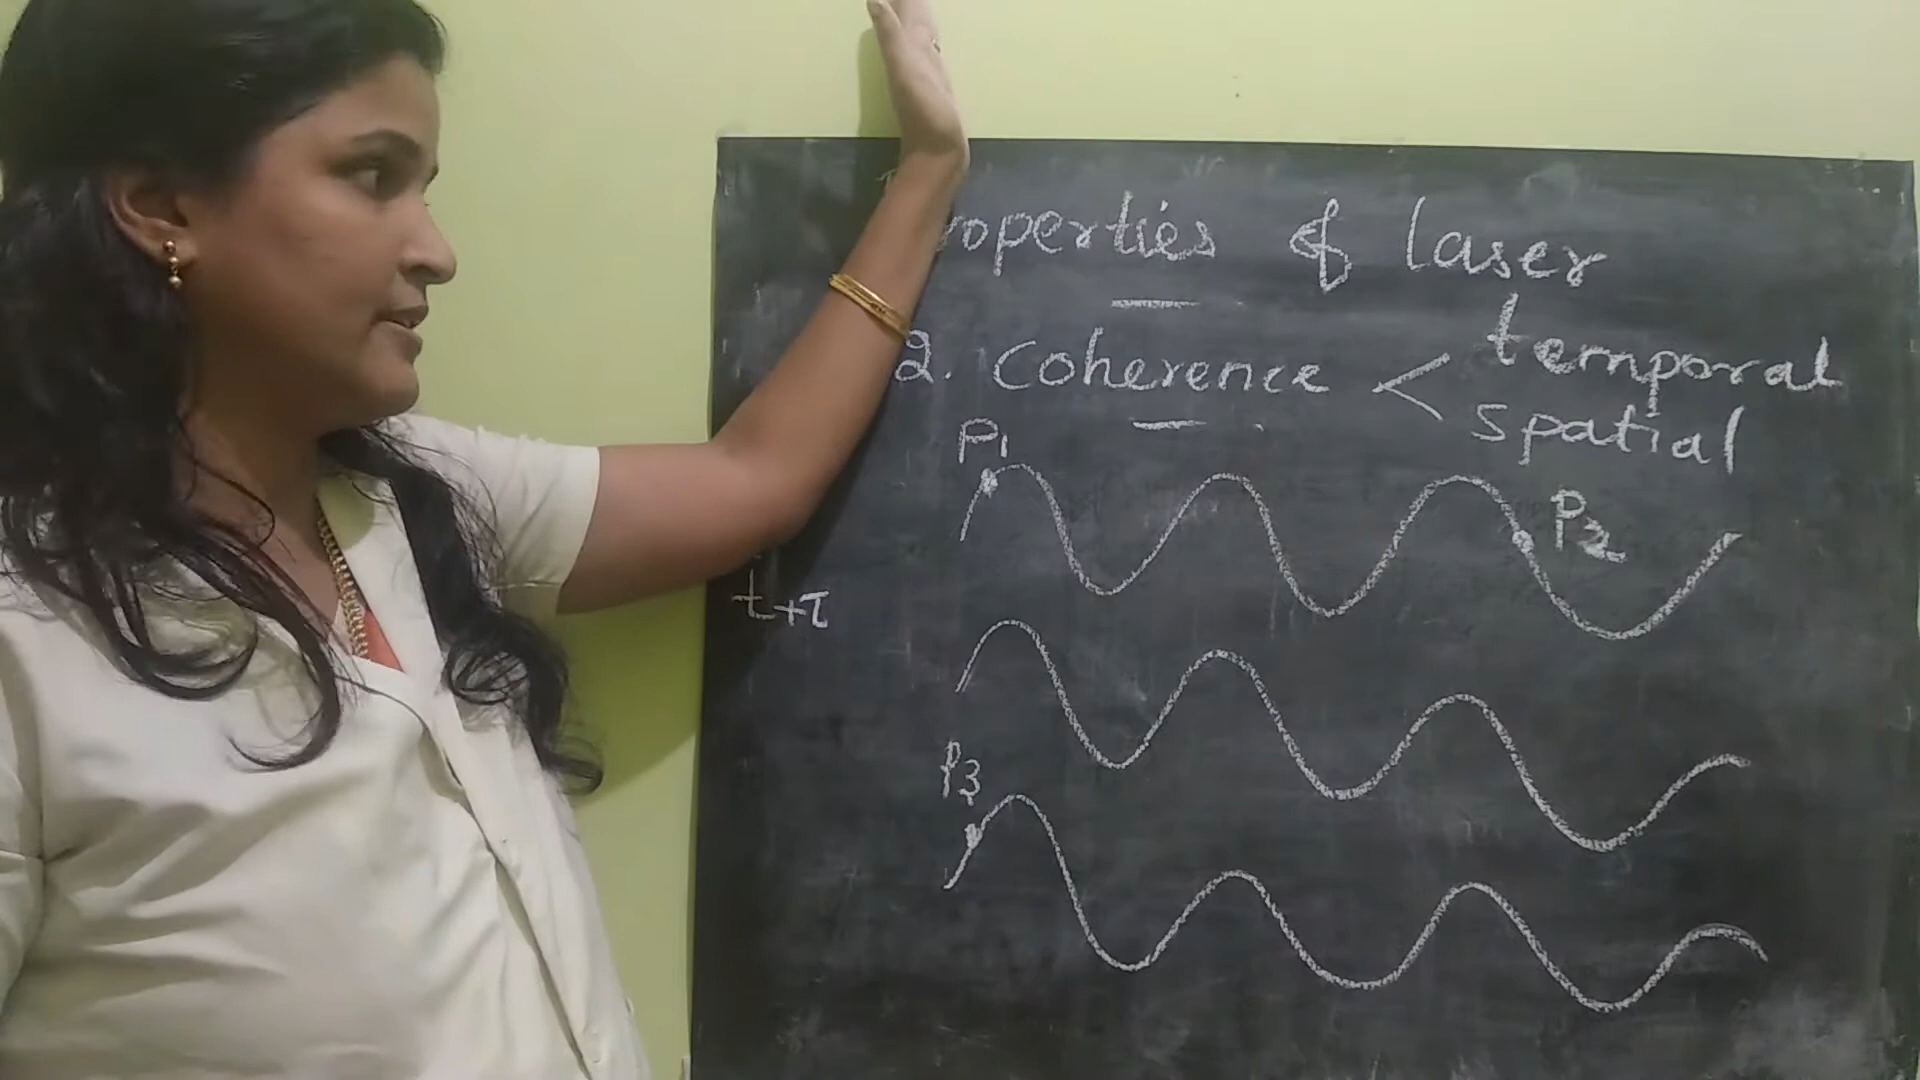 roperties of laser
2. Coherence < temporal
spatial
P1
P2
t+τ
P3